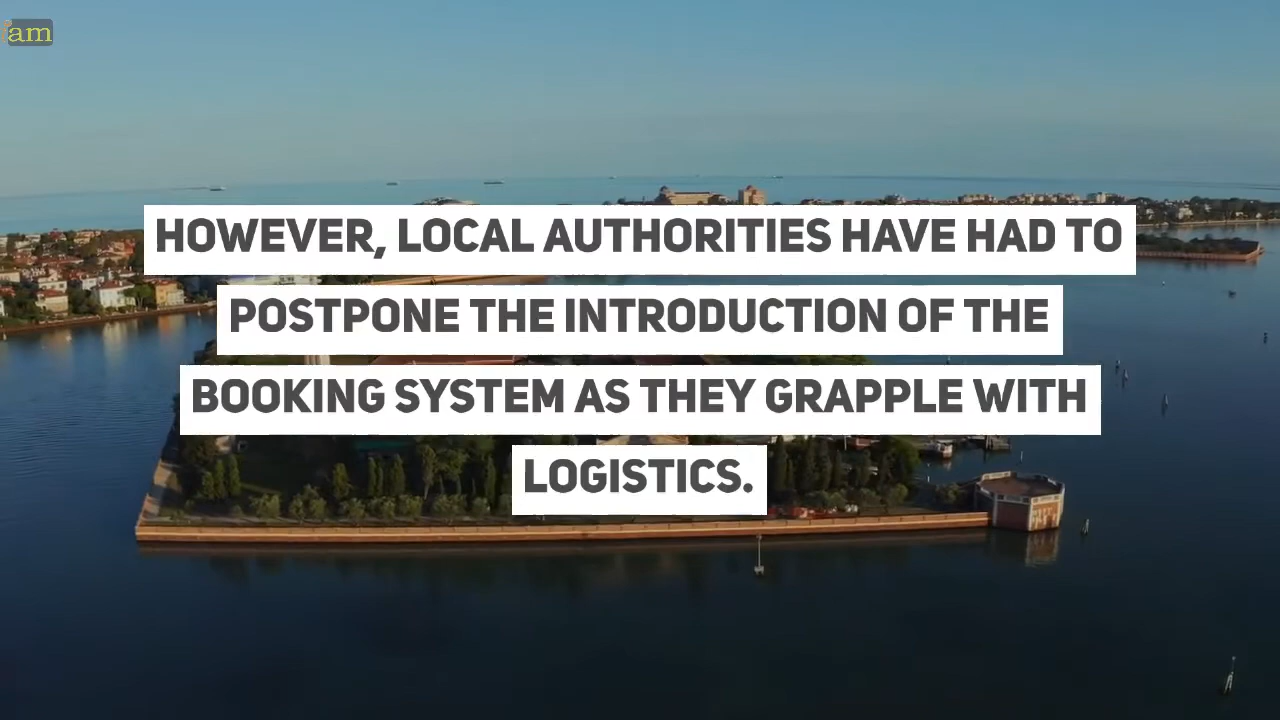 am
HOWEVER, LOCAL AUTHORITIES HAVE HAD TO
POSTPONE THE INTRODUCTION OF THE
BOOKING SYSTEM AS THEY GRAPPLE WITH
LOGISTICS.